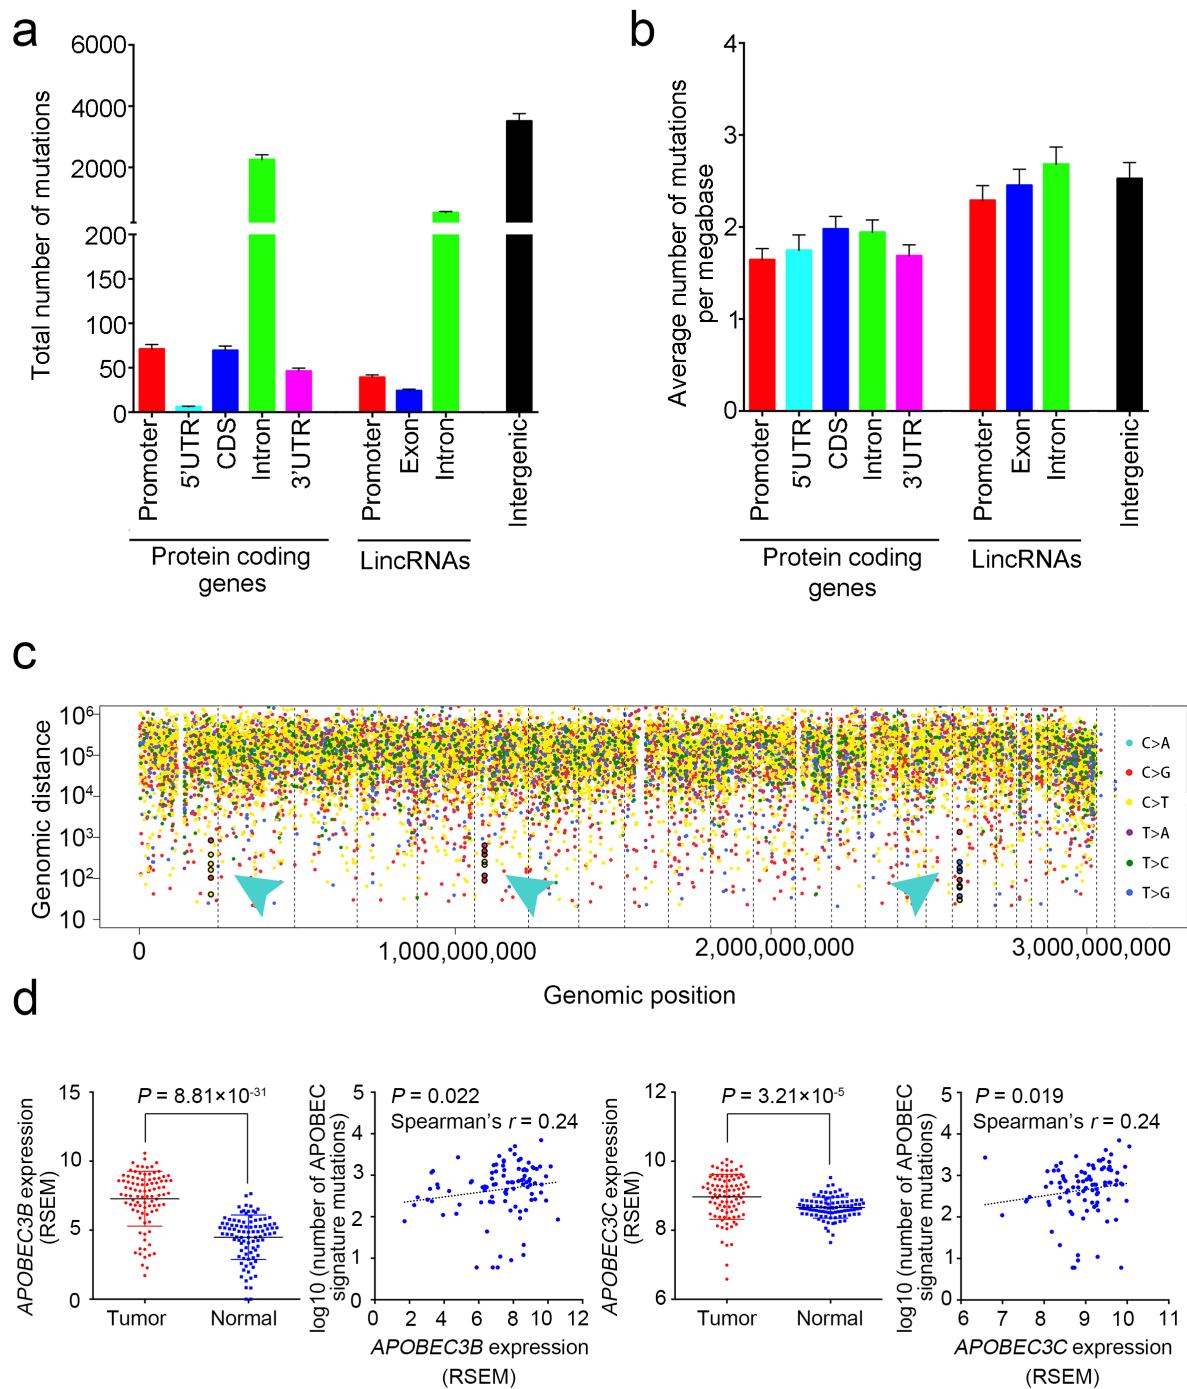 a
Total number of mutations
6000
4000
2000
200
150
100
50
0
Promoter
5'UTR
CDS
Intron
3'UTR
Promoter
Exon
Intron
Intergenic
Protein coding
genes
LincRNAs
b
Average number of mutations
per megabase
4
3
2
1
0
Promoter
5'UTR
CDS
Intron
3'UTR
Promoter
Exon
Intron
Intergenic
Protein coding
genes
LincRNAs
c
Genomic distance
10⁶
10⁵
10⁴
10³
10²
10
0
1,000,000,000
2,000,000,000
3,000,000,000
Genomic position
C>A
C>G
C>T
T>A
T>C
T>G
d
APOBEC3B expression
(RSEM)
15
10
5
0
P = 8.81×10⁻³¹
Tumor
Normal
log10 (number of APOBEC
signature mutations)
5
4
3
2
1
0
P = 0.022
Spearman's r = 0.24
0
2
4
6
8
10
12
APOBEC3B expression
(RSEM)
APOBEC3C expression
(RSEM)
12
10
8
6
P = 3.21×10⁻⁵
Tumor
Normal
log10 (number of APOBEC
signature mutations)
5
4
3
2
1
0
P = 0.019
Spearman's r = 0.24
6
7
8
9
10
11
APOBEC3C expression
(RSEM)